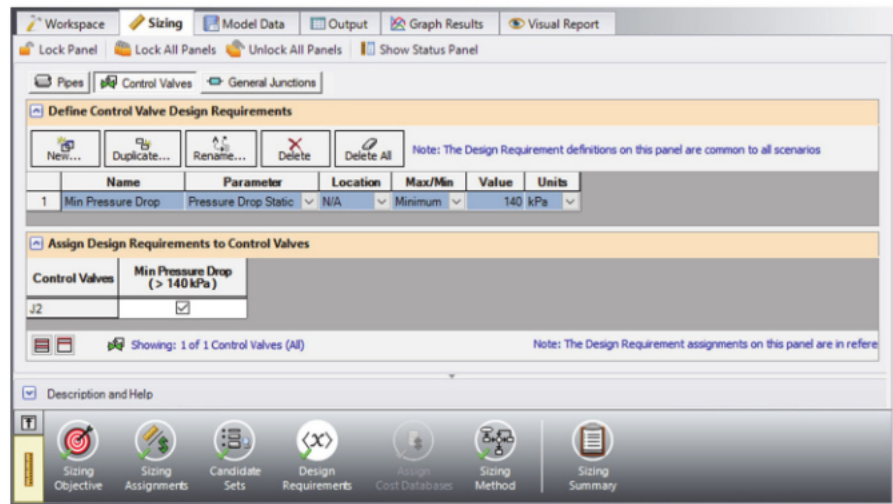 Workspace Sizing Model Data Output Graph Results Visual Report
Lock Panel Lock All Panels Unlock All Panels Show Status Panel
Pipes Control Valves General Junctions
Define Control Valve Design Requirements
New... Duplicate... Rename... Delete Delete All Note: The Design Requirement definitions on this panel are common to all scenarios
Name Parameter Location Max/Min Value Units
1 Min Pressure Drop Pressure Drop Static N/A Minimum 140 kPa
Assign Design Requirements to Control Valves
Control Valves Min Pressure Drop
(> 140 kPa)
J2
Showing: 1 of 1 Control Valves (All) Note: The Design Requirement assignments on this panel are in refere
Description and Help
Sizing Sizing Candidate Design Assign Sizing Sizing
Objective Assignments Sets Requirements Cost Databases Method Summary